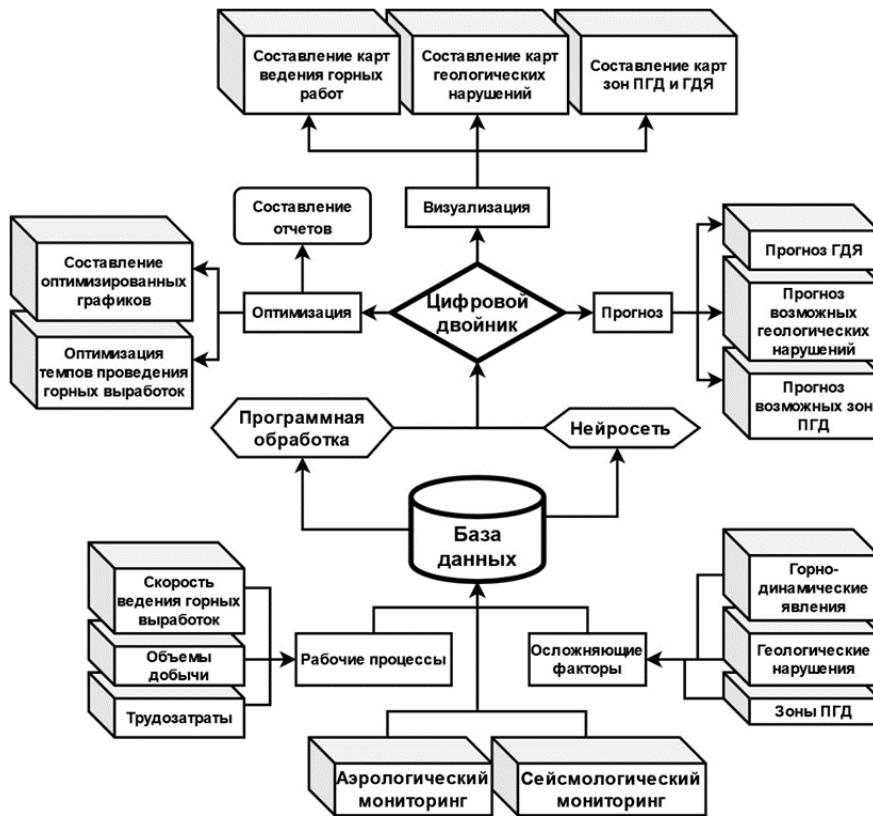 Составление карт
ведения горных
работ
Составление карт
геологических
нарушений
Составление карт
зон ПГД и ГДЯ
Составление
отчетов
Визуализация
Составление
оптимизированных
графиков
Оптимизация
темпов проведения
горных выработок
Оптимизация
Цифровой
двойник
Прогноз
Прогноз ГДЯ
Прогноз
возможных
геологических
нарушений
Прогноз
возможных зон
ПГД
Программная
обработка
Нейросеть
База
данных
Скорость
ведения горных
выработок
Объемы
добычи
Трудозатраты
Рабочие процессы
Осложняющие
факторы
Горно-
динамические
явления
Геологические
нарушения
Зоны ПГД
Аэрологический
мониторинг
Сейсмологический
мониторинг